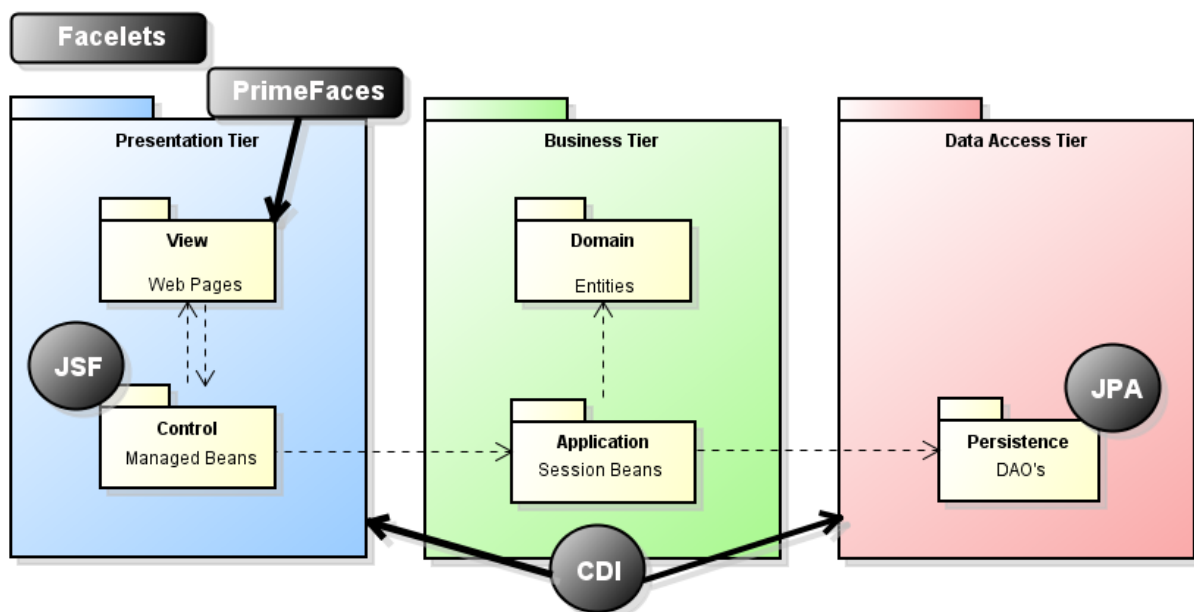 Facelets
PrimeFaces
Presentation Tier
View
Web Pages
JSF
Control
Managed Beans
Business Tier
Domain
Entities
Application
Session Beans
CDI
Data Access Tier
JPA
Persistence
DAO's